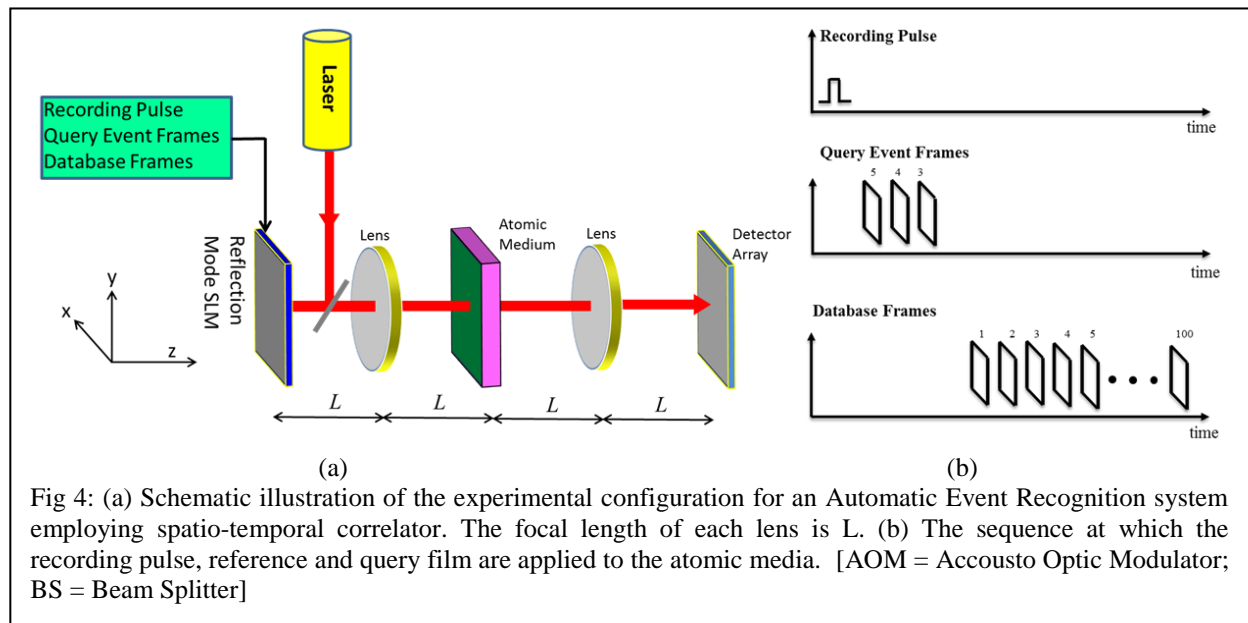 Recording Pulse
Query Event Frames
Database Frames
Laser
Reflection
Mode SLM
Lens
Atomic
Medium
Lens
Detector
Array
y
x
z
L
L
L
L
(a)
Recording Pulse
time
Query Event Frames
5 4 3
time
Database Frames
1 2 3 4 5 100
time
(b)
Fig 4: (a) Schematic illustration of the experimental configuration for an Automatic Event Recognition system
employing spatio-temporal correlator. The focal length of each lens is L. (b) The sequence at which the
recording pulse, reference and query film are applied to the atomic media. [AOM = Accousto Optic Modulator;
BS = Beam Splitter]